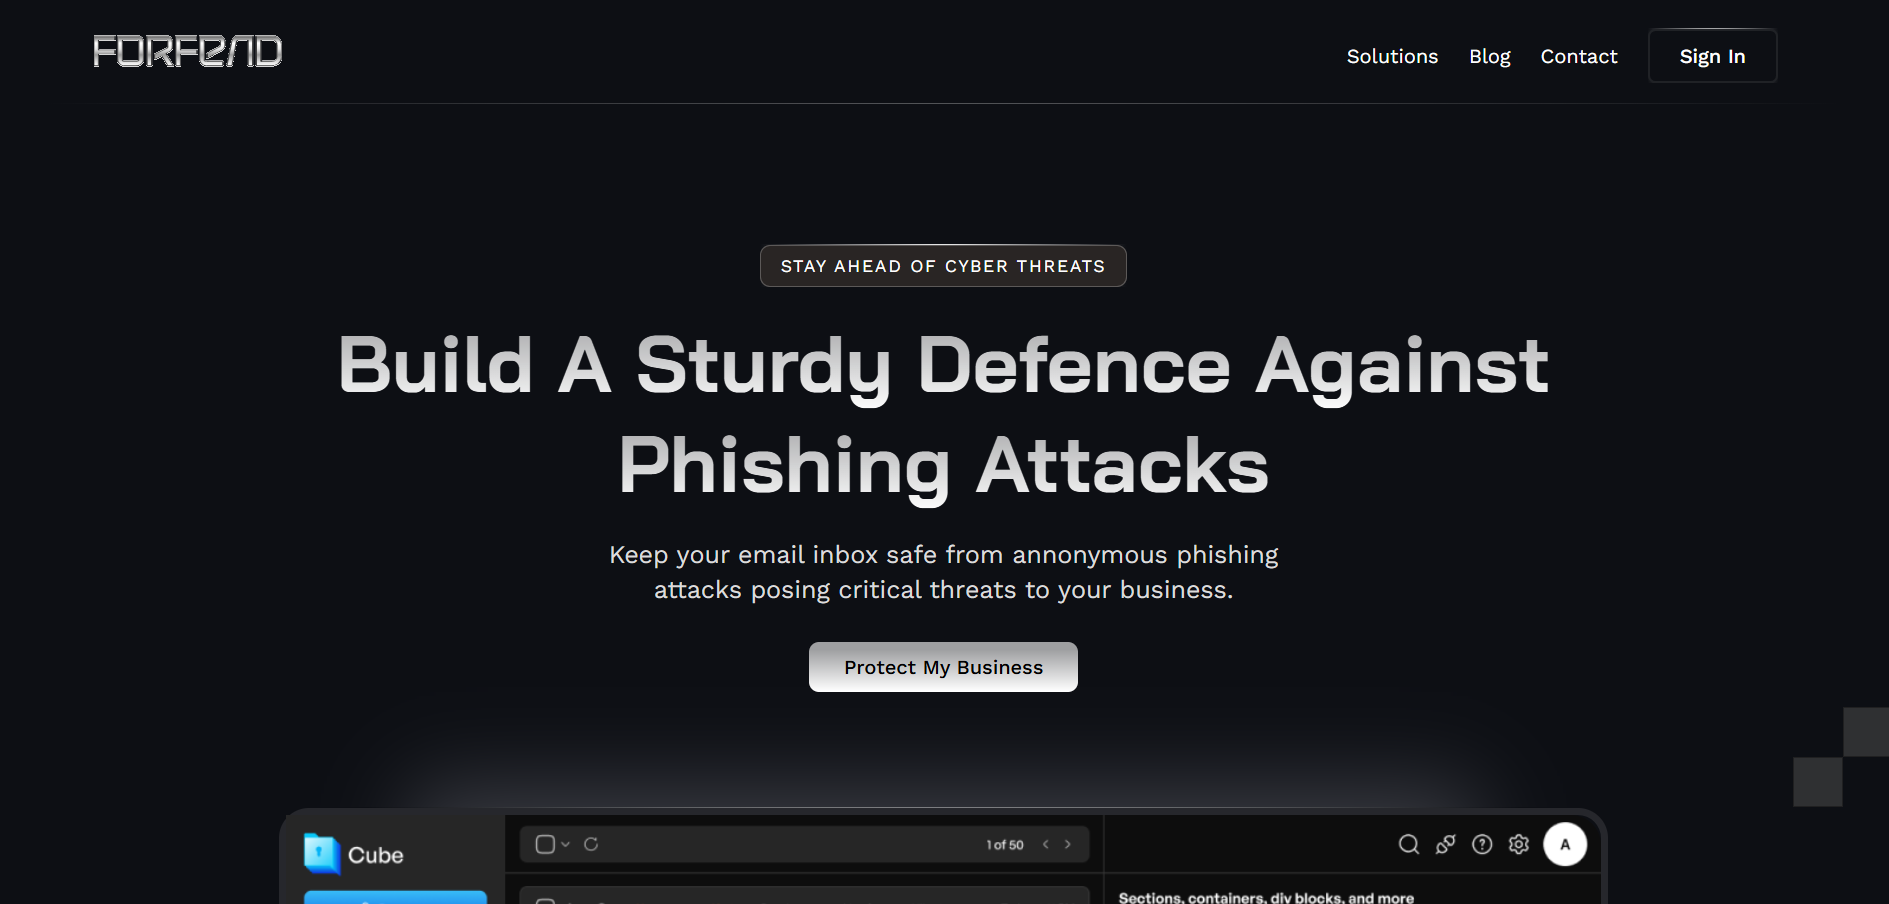 FORFEND
Solutions Blog Contact Sign In
STAY AHEAD OF CYBER THREATS
Build A Sturdy Defence Against
Phishing Attacks
Keep your email inbox safe from annonymous phishing
attacks posing critical threats to your business.
Protect My Business
Cube
1 of 50
A
Sections, containers, div blocks, and more